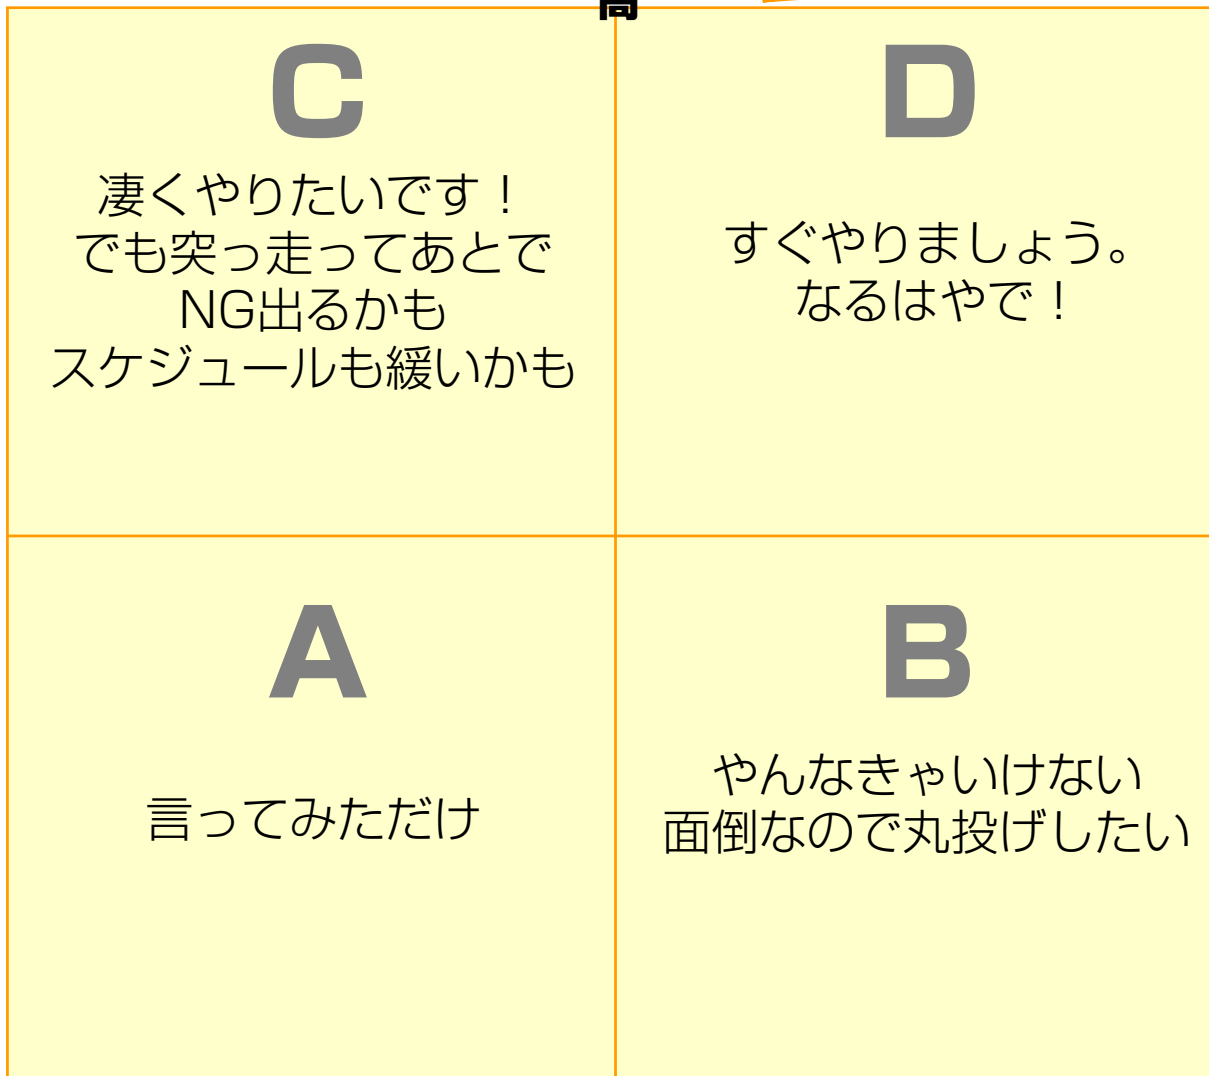 C
凄くやりたいです！
でも突っ走ってあとで
NG出るかも
スケジュールも緩いかも
D
すぐやりましょう。
なるはやで！
A
言ってみただけ
B
やんなきゃいけない
面倒なので丸投げしたい